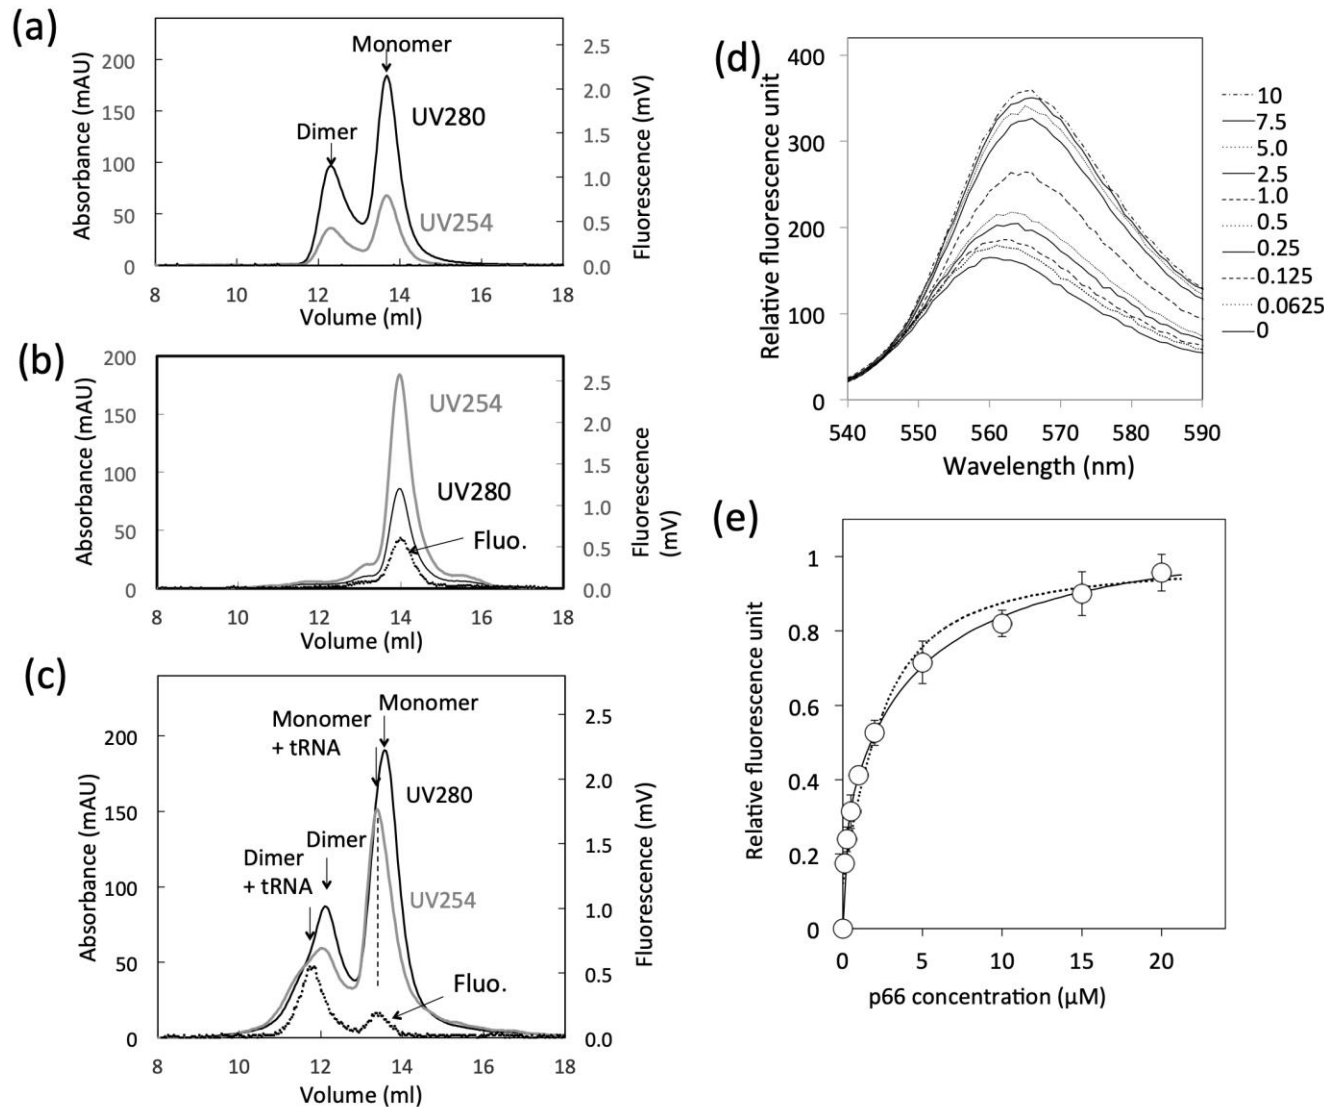 (a)
Absorbance (mAU)
200
150
100
50
0
Dimer
Monomer
UV280
UV254
2.5
2.0
1.5
1.0
0.5
0.0
Fluorescence (mV)
8 10 12 14 16 18
Volume (ml)
(b)
Absorbance (mAU)
200
150
100
50
0
UV254
UV280
Fluo.
2.5
2.0
1.5
1.0
0.5
0.0
Fluorescence
(mV)
8 10 12 14 16 18
Volume (ml)
(c)
Absorbance (mAU)
200
150
100
50
0
Monomer
+ tRNA
Monomer
UV280
Dimer
Dimer
+ tRNA
UV254
Fluo.
2.5
2.0
1.5
1.0
0.5
0.0
Fluorescence (mV)
8 10 12 14 16 18
Volume (ml)
(d)
Relative fluorescence unit
400
300
200
100
0
540 550 560 570 580 590
Wavelength (nm)
10
7.5
5.0
2.5
1.0
0.5
0.25
0.125
0.0625
0
(e)
Relative fluorescence unit
1
0.8
0.6
0.4
0.2
0
0 5 10 15 20
p66 concentration (μM)